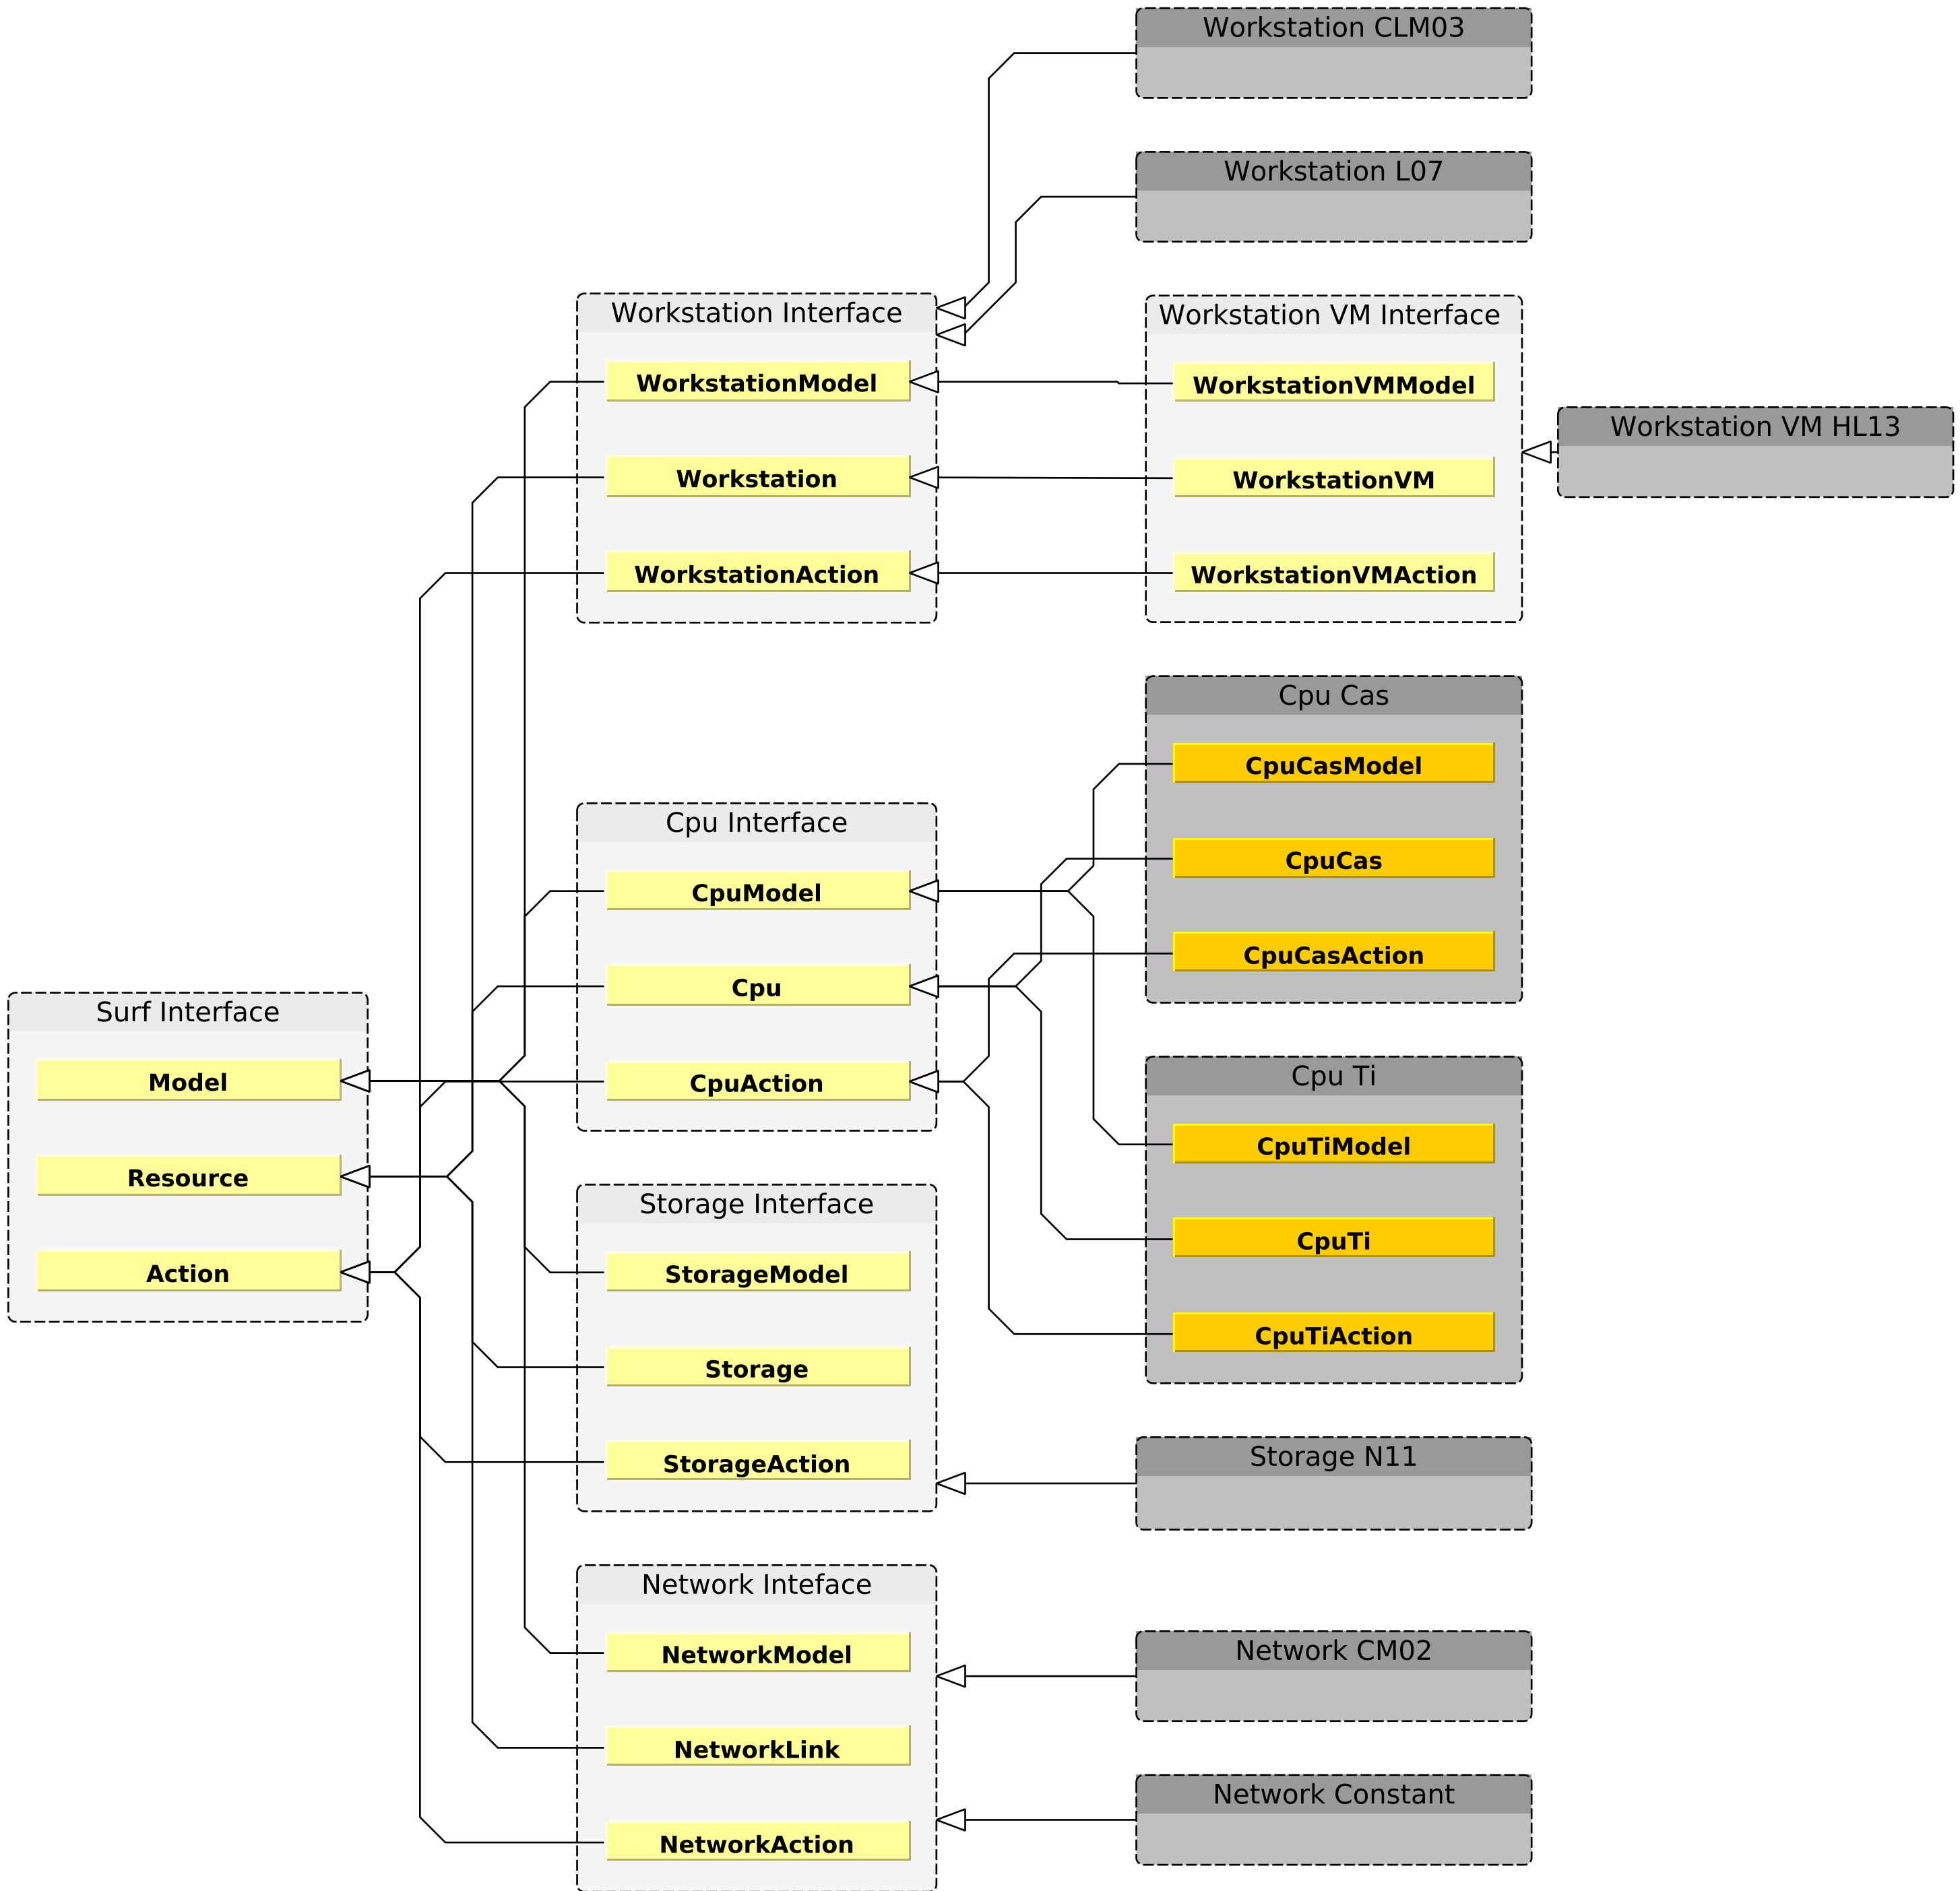 Workstation CLM03
Workstation L07
Workstation Interface
WorkstationModel
Workstation
WorkstationAction
Workstation VM Interface
WorkstationVMModel
WorkstationVM
WorkstationVMAction
Workstation VM HL13
Cpu Cas
CpuCasModel
CpuCas
CpuCasAction
Cpu Interface
CpuModel
Cpu
CpuAction
Surf Interface
Model
Resource
Action
Cpu Ti
CpuTiModel
CpuTi
CpuTiAction
Storage Interface
StorageModel
Storage
StorageAction
Storage N11
Network Inteface
NetworkModel
NetworkLink
NetworkAction
Network CM02
Network Constant